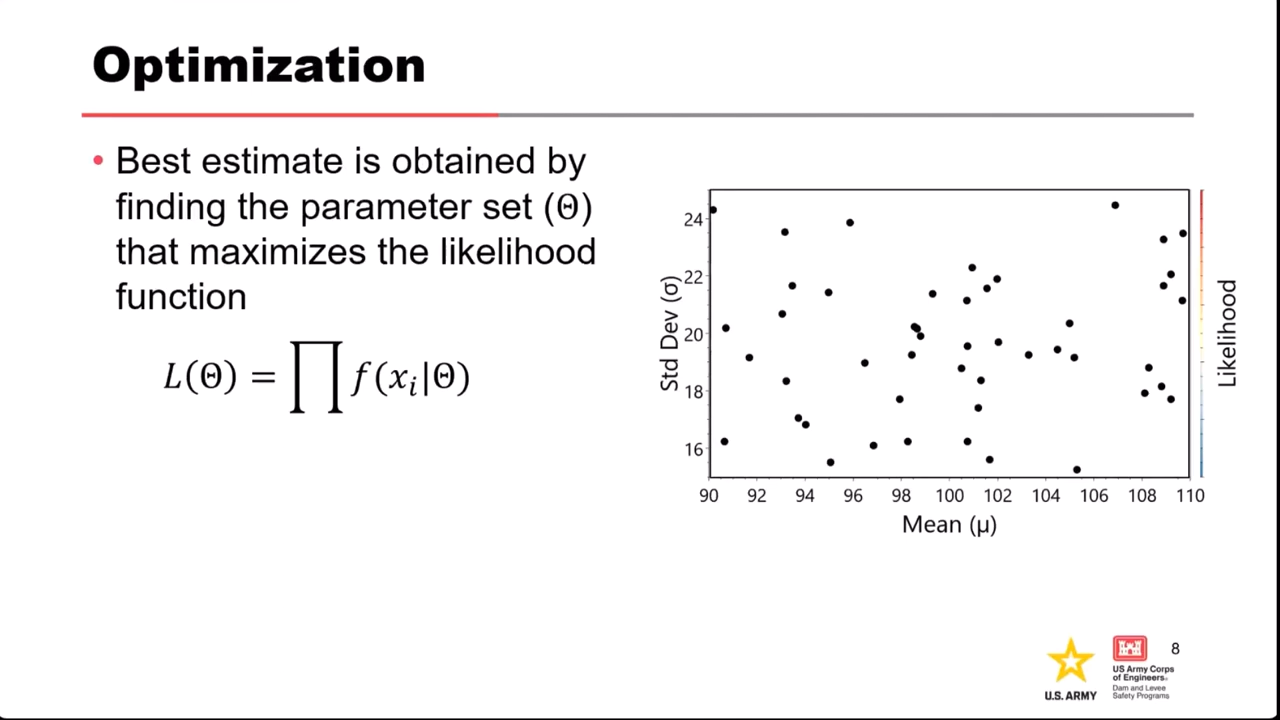 Optimization
• Best estimate is obtained by
finding the parameter set (Θ)
that maximizes the likelihood
function
L(Θ) = ∏ f(xᵢ|Θ)
24
22
20
18
16
Std Dev (σ)
90 92 94 96 98 100 102 104 106 108 110
Mean (μ)
Likelihood
8
U.S. ARMY
US Army Corps
of Engineers®
Dam and Levee
Safety Programs